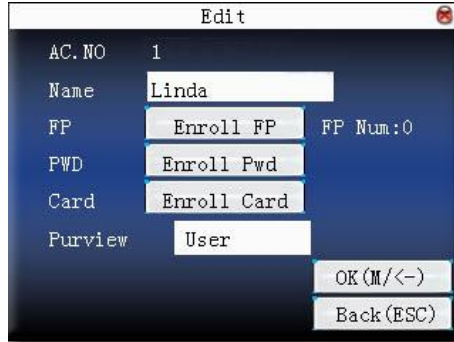 Edit
AC.NO 1
Name Linda
FP Enroll FP FP Num:0
PWD Enroll Pwd
Card Enroll Card
Purview User
OK(M/<-)
Back(ESC)